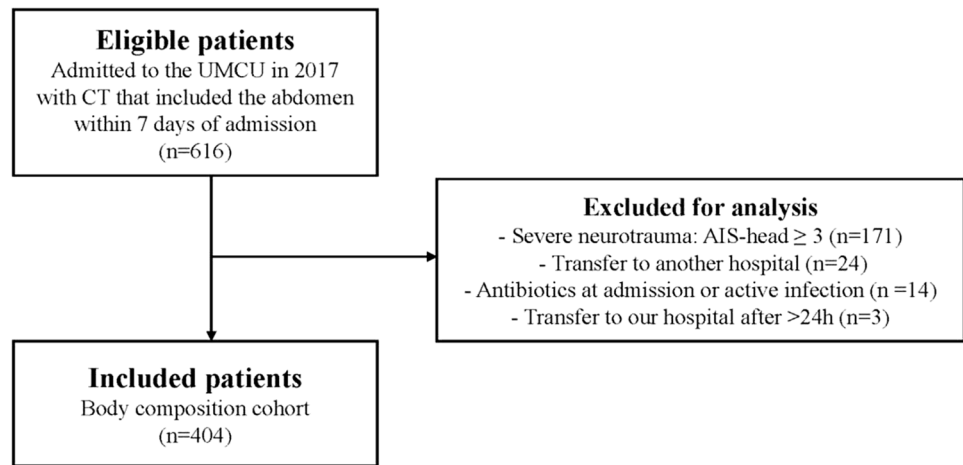 Eligible patients
Admitted to the UMCU in 2017
with CT that included the abdomen
within 7 days of admission
(n=616)
Excluded for analysis
- Severe neurotrauma: AIS-head ≥ 3 (n=171)
- Transfer to another hospital (n=24)
- Antibiotics at admission or active infection (n =14)
- Transfer to our hospital after >24h (n=3)
Included patients
Body composition cohort
(n=404)